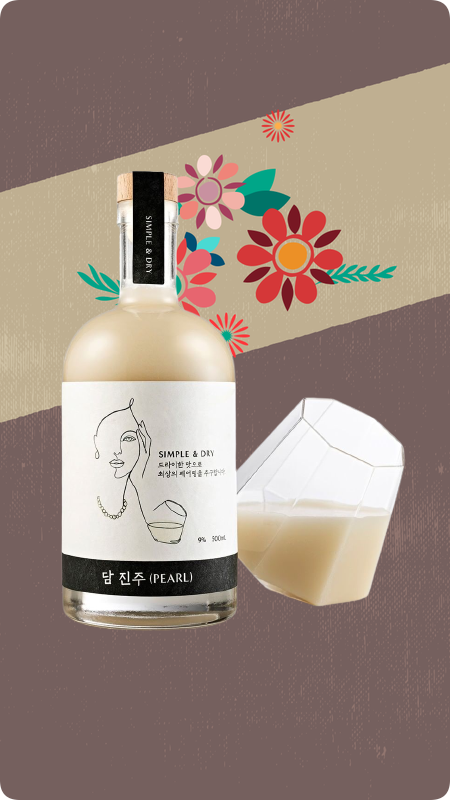 SIMPLE & DRY
SIMPLE & DRY
드라이한 맛으로
최상의 페어링을 추구합니다
9% 500mL
담 진주 (PEARL)